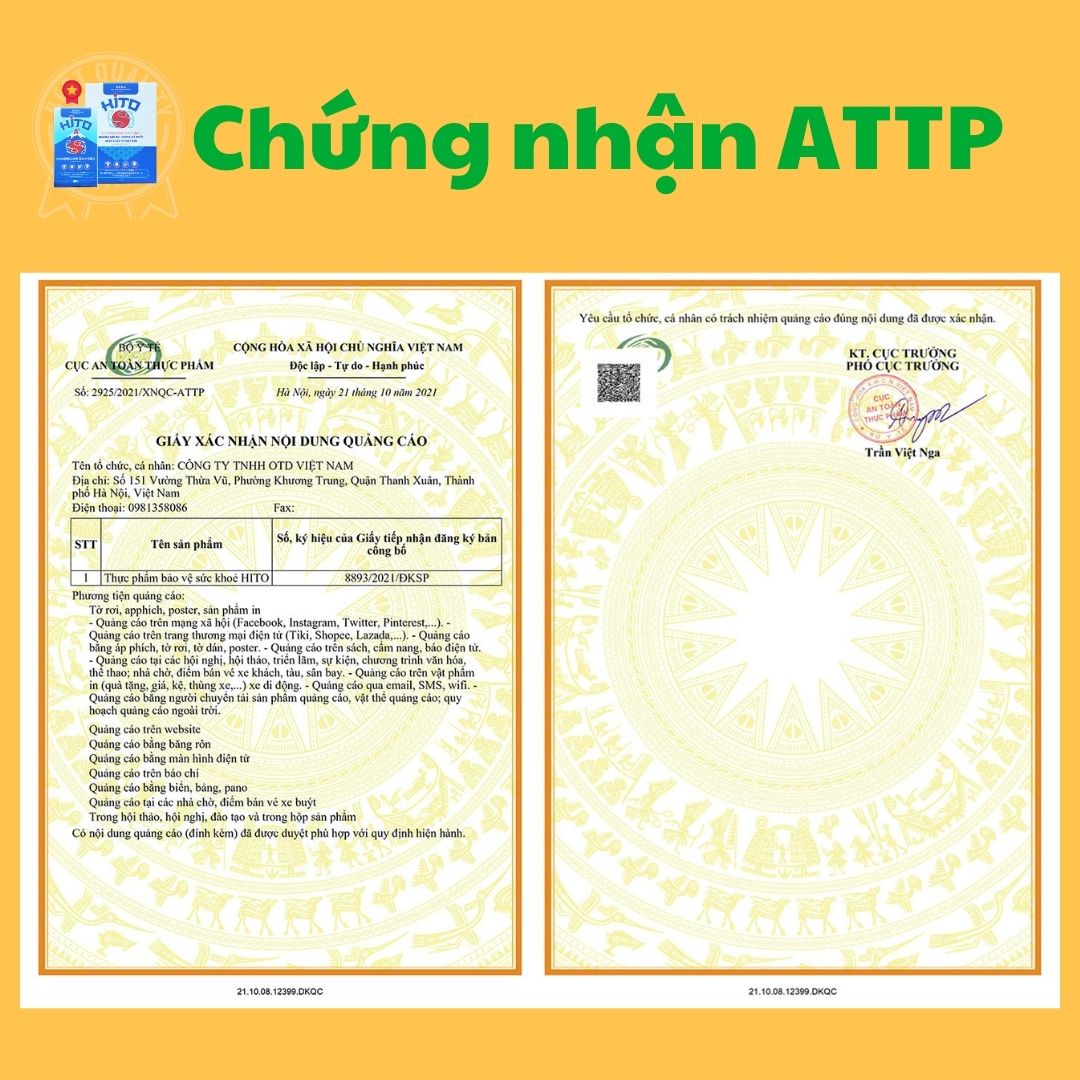 Chứng nhận ATTP
HITO
HITO
BỘ Y TẾ
CỤC AN TOÀN THỰC PHẨM
Số: 2925/2021/XNQC-ATTP
CỘNG HÒA XÃ HỘI CHỦ NGHĨA VIỆT NAM
Độc lập - Tự do - Hạnh phúc
Hà Nội, ngày 21 tháng 10 năm 2021
GIẤY XÁC NHẬN NỘI DUNG QUẢNG CÁO
Tên tổ chức, cá nhân: CÔNG TY TNHH OTD VIỆT NAM
Địa chỉ: Số 151 Vương Thừa Vũ, Phường Khương Trung, Quận Thanh Xuân, Thành
phố Hà Nội, Việt Nam
Điện thoại: 0981358086 Fax:
STT Tên sản phẩm Số, ký hiệu của Giấy tiếp nhận đăng ký bản
công bố
1 Thực phẩm bảo vệ sức khoẻ HITO 8893/2021/ĐKSP
Phương tiện quảng cáo:
Tờ rơi, apphich, poster, sản phẩm in
- Quảng cáo trên mạng xã hội (Facebook, Instagram, Twitter, Pinterest,...). -
Quảng cáo trên trang thương mại điện tử (Tiki, Shopee, Lazada,...). - Quảng cáo
bằng áp phích, tờ rơi, tờ dán, poster. - Quảng cáo trên sách, cẩm nang, báo điện tử.
- Quảng cáo tại các hội nghị, hội thảo, triển lãm, sự kiện, chương trình văn hóa,
thể thao; nhà chờ, điểm bán vé xe khách, tàu, sân bay. - Quảng cáo trên vật phẩm
in (quà tặng, giá, kệ, thùng xe,...) xe di động. - Quảng cáo qua email, SMS, wifi. -
Quảng cáo bằng người chuyển tải sản phẩm quảng cáo, vật thể quảng cáo; quy
hoạch quảng cáo ngoài trời.
Quảng cáo trên website
Quảng cáo bằng băng rôn
Quảng cáo bằng màn hình điện tử
Quảng cáo trên báo chí
Quảng cáo bằng biển, bảng, pano
Quảng cáo tại các nhà chờ, điểm bán vé xe buýt
Trong hội thảo, hội nghị, đào tạo và trong hộp sản phẩm
Có nội dung quảng cáo (đính kèm) đã được duyệt phù hợp với quy định hiện hành.
21.10.08.12399.DKQC
Yêu cầu tổ chức, cá nhân có trách nhiệm quảng cáo đúng nội dung đã được xác nhận.
KT. CỤC TRƯỞNG
PHÓ CỤC TRƯỞNG
CỤC
AN TOÀN
THỰC PHẨM
Trần Việt Nga
21.10.08.12399.DKQC